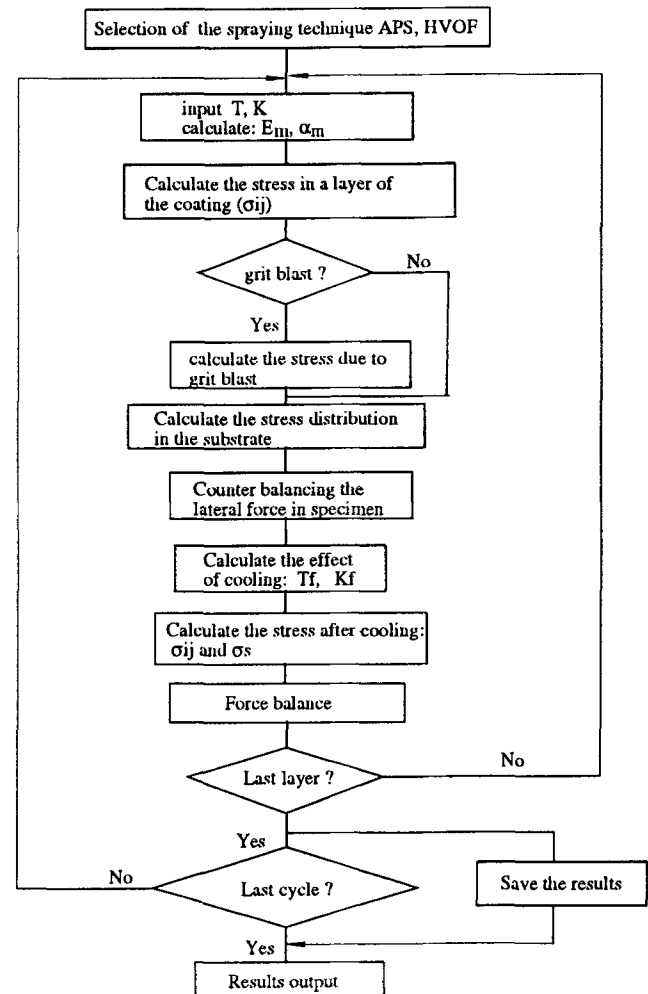 Selection of the spraying technique APS, HVOF
input T, K
calculate: Em, αm
Calculate the stress in a layer of
the coating (σij)
grit blast ?
No
Yes
calculate the stress due to
grit blast
Calculate the stress distribution
in the substrate
Counter balancing the
lateral force in specimen
Calculate the effect
of cooling: Tf, Kf
Calculate the stress after cooling:
σij and σs
Force balance
Last layer ?
No
Yes
Last cycle ?
No
Save the results
Yes
Results output